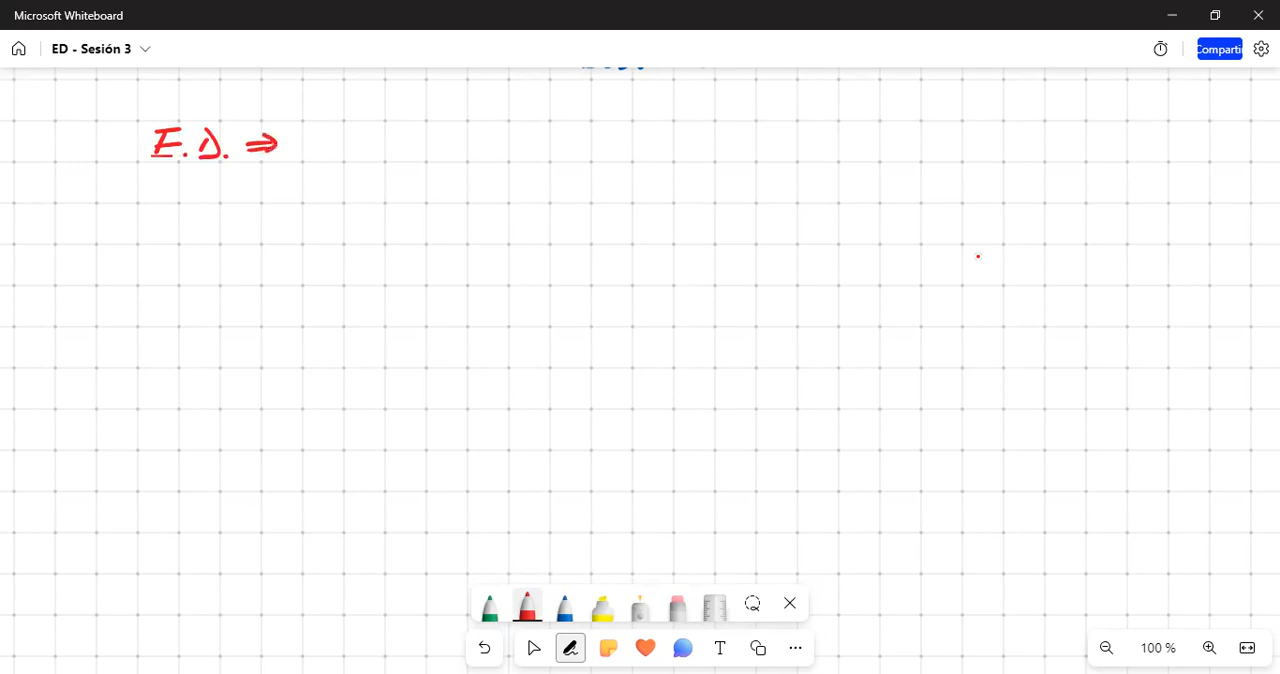 Microsoft Whiteboard
ED - Sesión 3
Comparti
E.D. ⇒
100 %